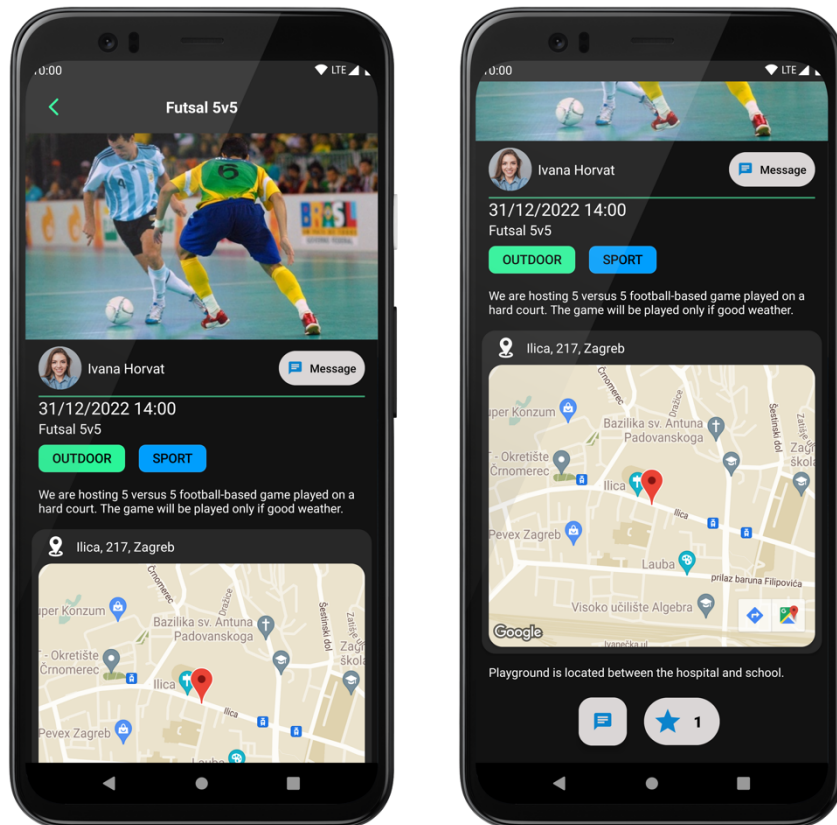 10:00
LTE
Futsal 5v5
4
6
BRASIL
Ivana Horvat
Message
31/12/2022 14:00
Futsal 5v5
OUTDOOR
SPORT
We are hosting 5 versus 5 football-based game played on a
hard court. The game will be played only if good weather.
Ilica, 217, Zagreb
Črnomerec
Dražice
uper Konzum
Bazilika sv. Antuna
Padovanskoga
Šestinski dol
- Okretište
Črnomerec
Ilica
Ilica
Pevex Zagreb
Lauba
10:00
LTE
Ivana Horvat
Message
31/12/2022 14:00
Futsal 5v5
OUTDOOR
SPORT
We are hosting 5 versus 5 football-based game played on a
hard court. The game will be played only if good weather.
Ilica, 217, Zagreb
Črnomerec
Dražice
uper Konzum
Bazilika sv. Antuna
Padovanskoga
Šestinski dol
T - Okretište
Črnomerec
Ilica
Ilica
Pevex Zagreb
Lauba
prilaz baruna Filipovića
Visoko učilište Algebra
Google
Playground is located between the hospital and school.
1